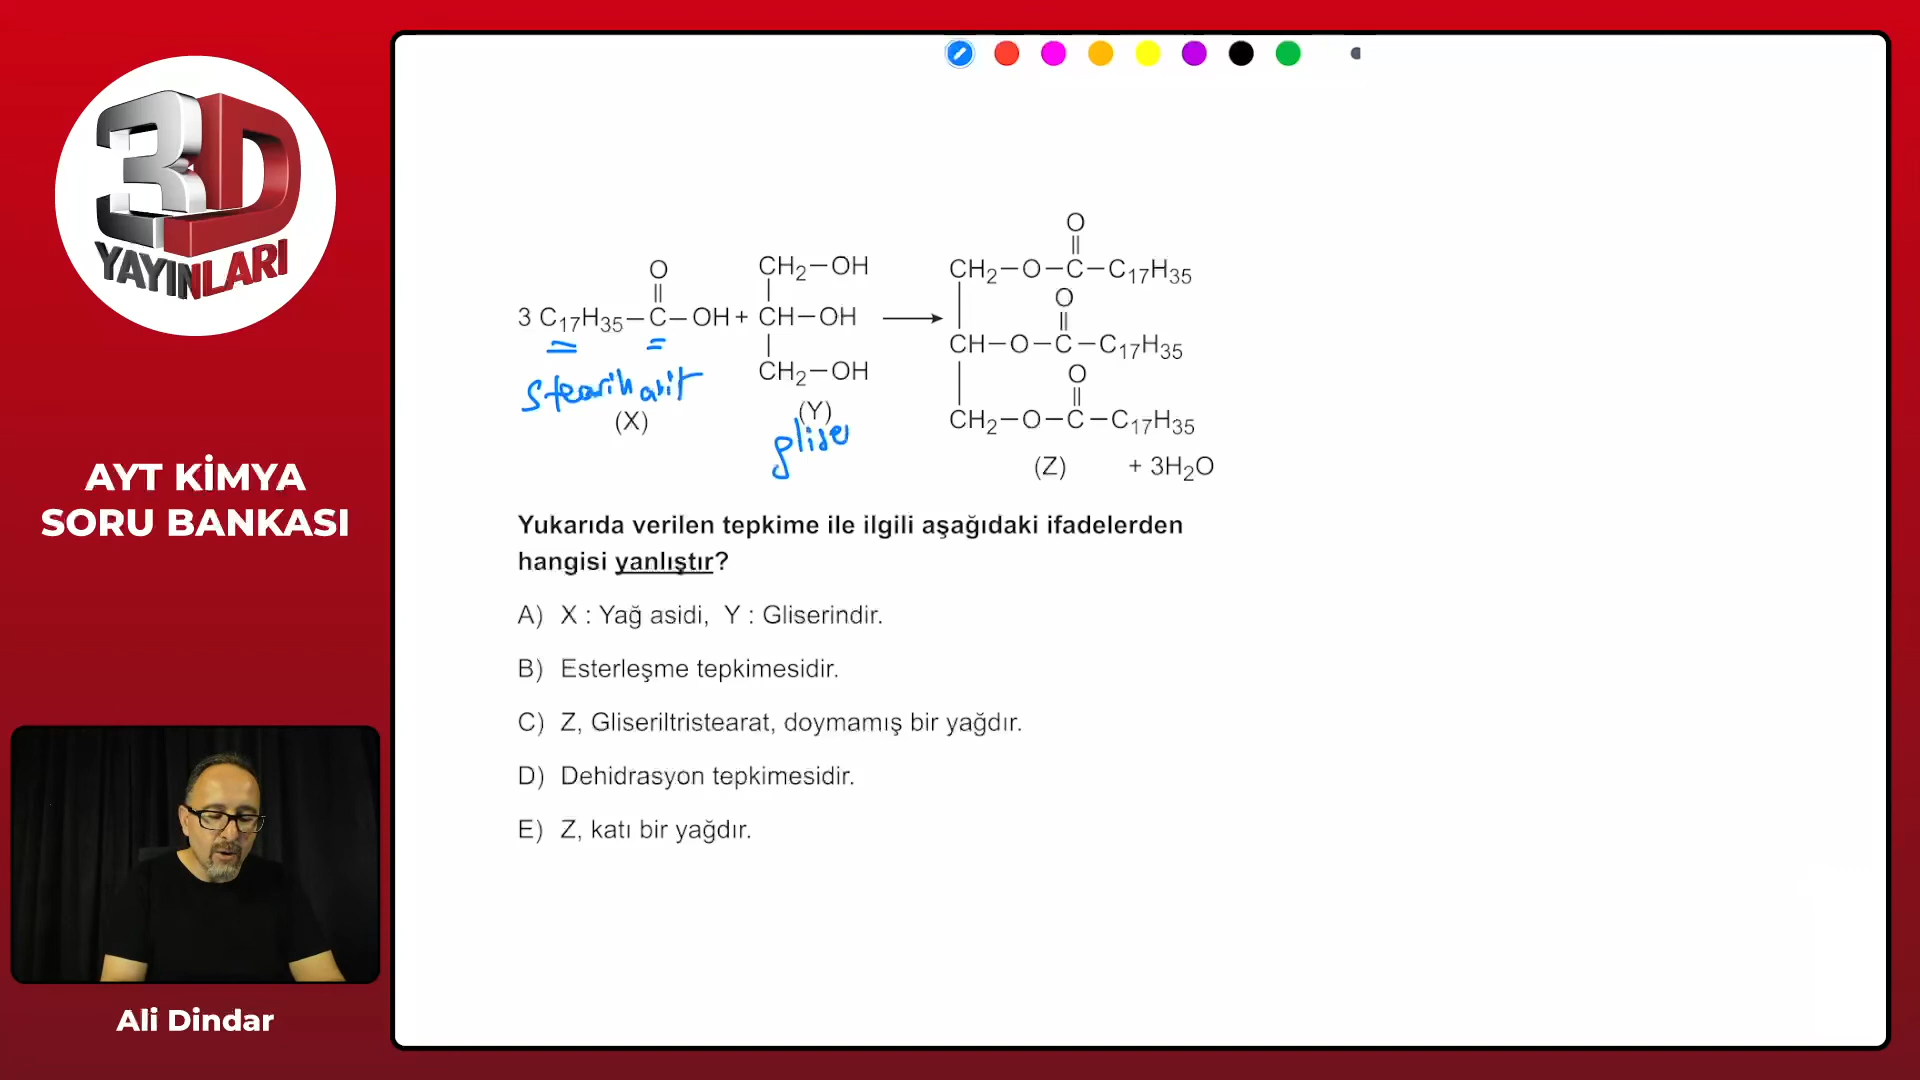 3D
YAYINLARI
AYT KİMYA
SORU BANKASI
Ali Dindar
3 C17H35–C–OH + CH–OH
O
CH2–OH
CH2–OH
stearik asit
(X)
(Y)
glise
O
CH2–O–C–C17H35
O
CH–O–C–C17H35
O
CH2–O–C–C17H35
(Z) + 3H2O
Yukarıda verilen tepkime ile ilgili aşağıdaki ifadelerden
hangisi yanlıştır?
A) X : Yağ asidi, Y : Gliserindir.
B) Esterleşme tepkimesidir.
C) Z, Gliseriltristearat, doymamış bir yağdır.
D) Dehidrasyon tepkimesidir.
E) Z, katı bir yağdır.